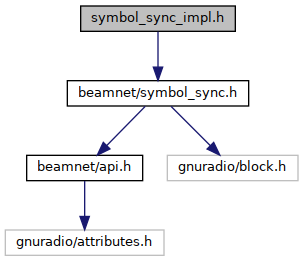 symbol_sync_impl.h
beamnet/symbol_sync.h
beamnet/api.h
gnuradio/block.h
gnuradio/attributes.h